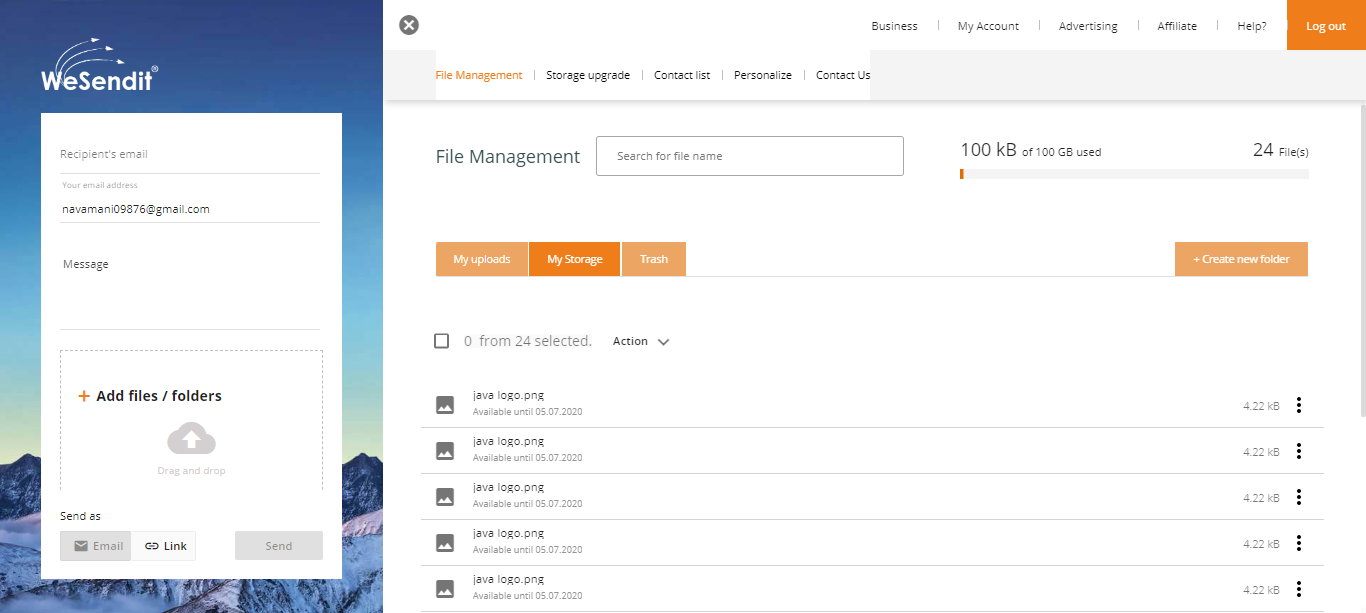 WeSendit®
Recipient's email
Your email address
navamani09876@gmail.com
Message
+ Add files / folders
Drag and drop
Send as
Email
Link
Send
Business
My Account
Advertising
Affiliate
Help?
Log out
File Management
Storage upgrade
Contact list
Personalize
Contact Us
File Management
Search for file name
100 kB of 100 GB used
24 File(s)
My uploads
My Storage
Trash
+ Create new folder
0 from 24 selected.
Action
java logo.png
Available until 05.07.2020
4.22 kB
java logo.png
Available until 05.07.2020
4.22 kB
java logo.png
Available until 05.07.2020
4.22 kB
java logo.png
Available until 05.07.2020
4.22 kB
java logo.png
Available until 05.07.2020
4.22 kB